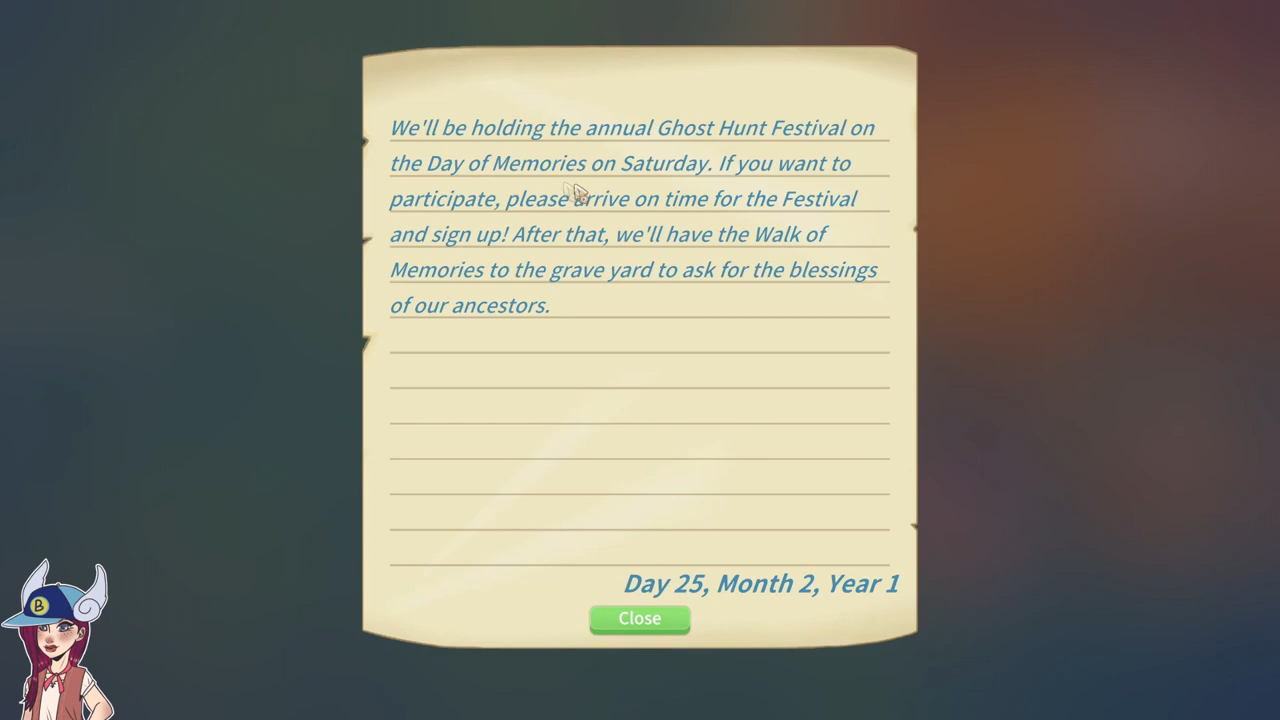 We'll be holding the annual Ghost Hunt Festival on
the Day of Memories on Saturday. If you want to
participate, please arrive on time for the Festival
and sign up! After that, we'll have the Walk of
Memories to the grave yard to ask for the blessings
of our ancestors.
Day 25, Month 2, Year 1
Close
B